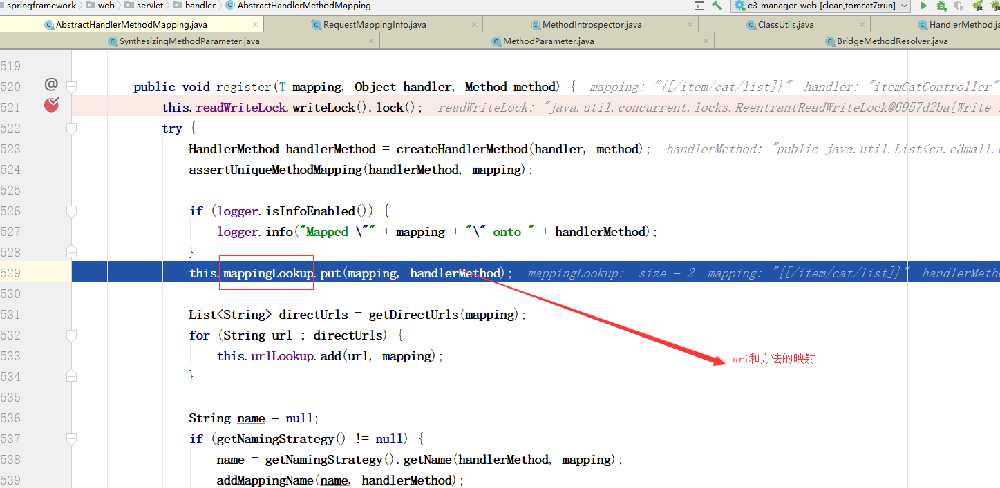 springframework web servlet handler AbstractHandlerMethodMapping e3-manager-web [clean,tomcat7:run]
AbstractHandlerMethodMapping.java RequestMappingInfo.java MethodIntrospector.java ClassUtils.java HandlerMethod.ja
SynthesizingMethodParameter.java MethodParameter.java BridgeMethodResolver.java
519
520 @ public void register(T mapping, Object handler, Method method) { mapping: "{[/item/cat/list]}" handler: "itemCatController"
521 this.readWriteLock.writeLock().lock(); readWriteLock: "java.util.concurrent.locks.ReentrantReadWriteLock@6957d2ba[Write
522 try {
523 HandlerMethod handlerMethod = createHandlerMethod(handler, method); handlerMethod: "public java.util.List<cn.e3mall.
524 assertUniqueMethodMapping(handlerMethod, mapping);
525
526 if (logger.isInfoEnabled()) {
527 logger.info("Mapped \"" + mapping + "\" onto " + handlerMethod);
528 }
529 this.mappingLookup.put(mapping, handlerMethod); mappingLookup: size = 2 mapping: "{[/item/cat/list]}" handlerMetho
530
531 List<String> directUrls = getDirectUrls(mapping);
532 for (String url : directUrls) {
533 this.urlLookup.add(url, mapping);
uri和方法的映射
534 }
535
536 String name = null;
537 if (getNamingStrategy() != null) {
538 name = getNamingStrategy().getName(handlerMethod, mapping);
539 addMappingName(name, handlerMethod);